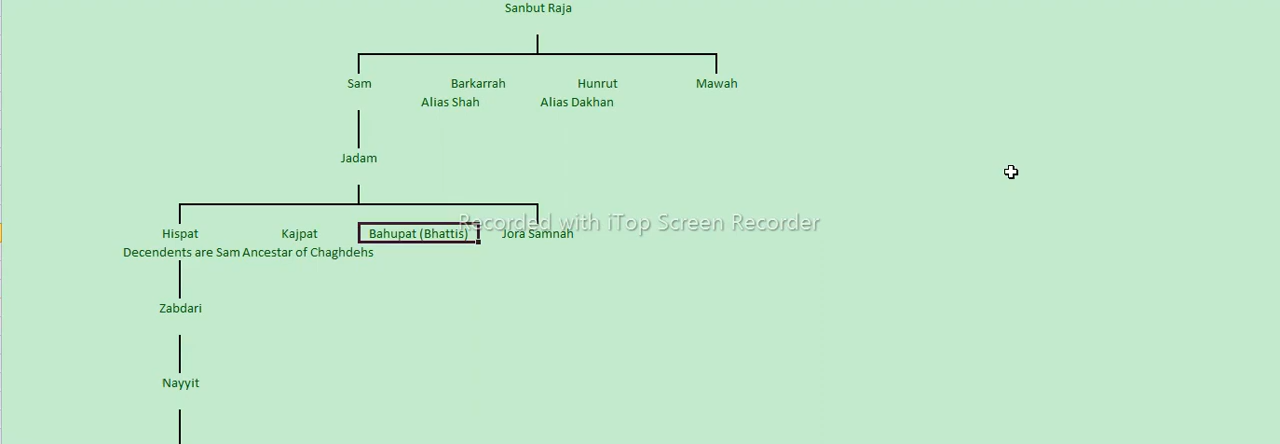 Sanbut Raja
Sam Barkarrah Hunrut Mawah
Alias Shah Alias Dakhan
Jadam
Recorded with iTop Screen Recorder
Hispat Kajpat Bahupat (Bhattis) Jora Samnah
Decendents are Sam Ancestar of Chaghdehs
Zabdari
Nayyit